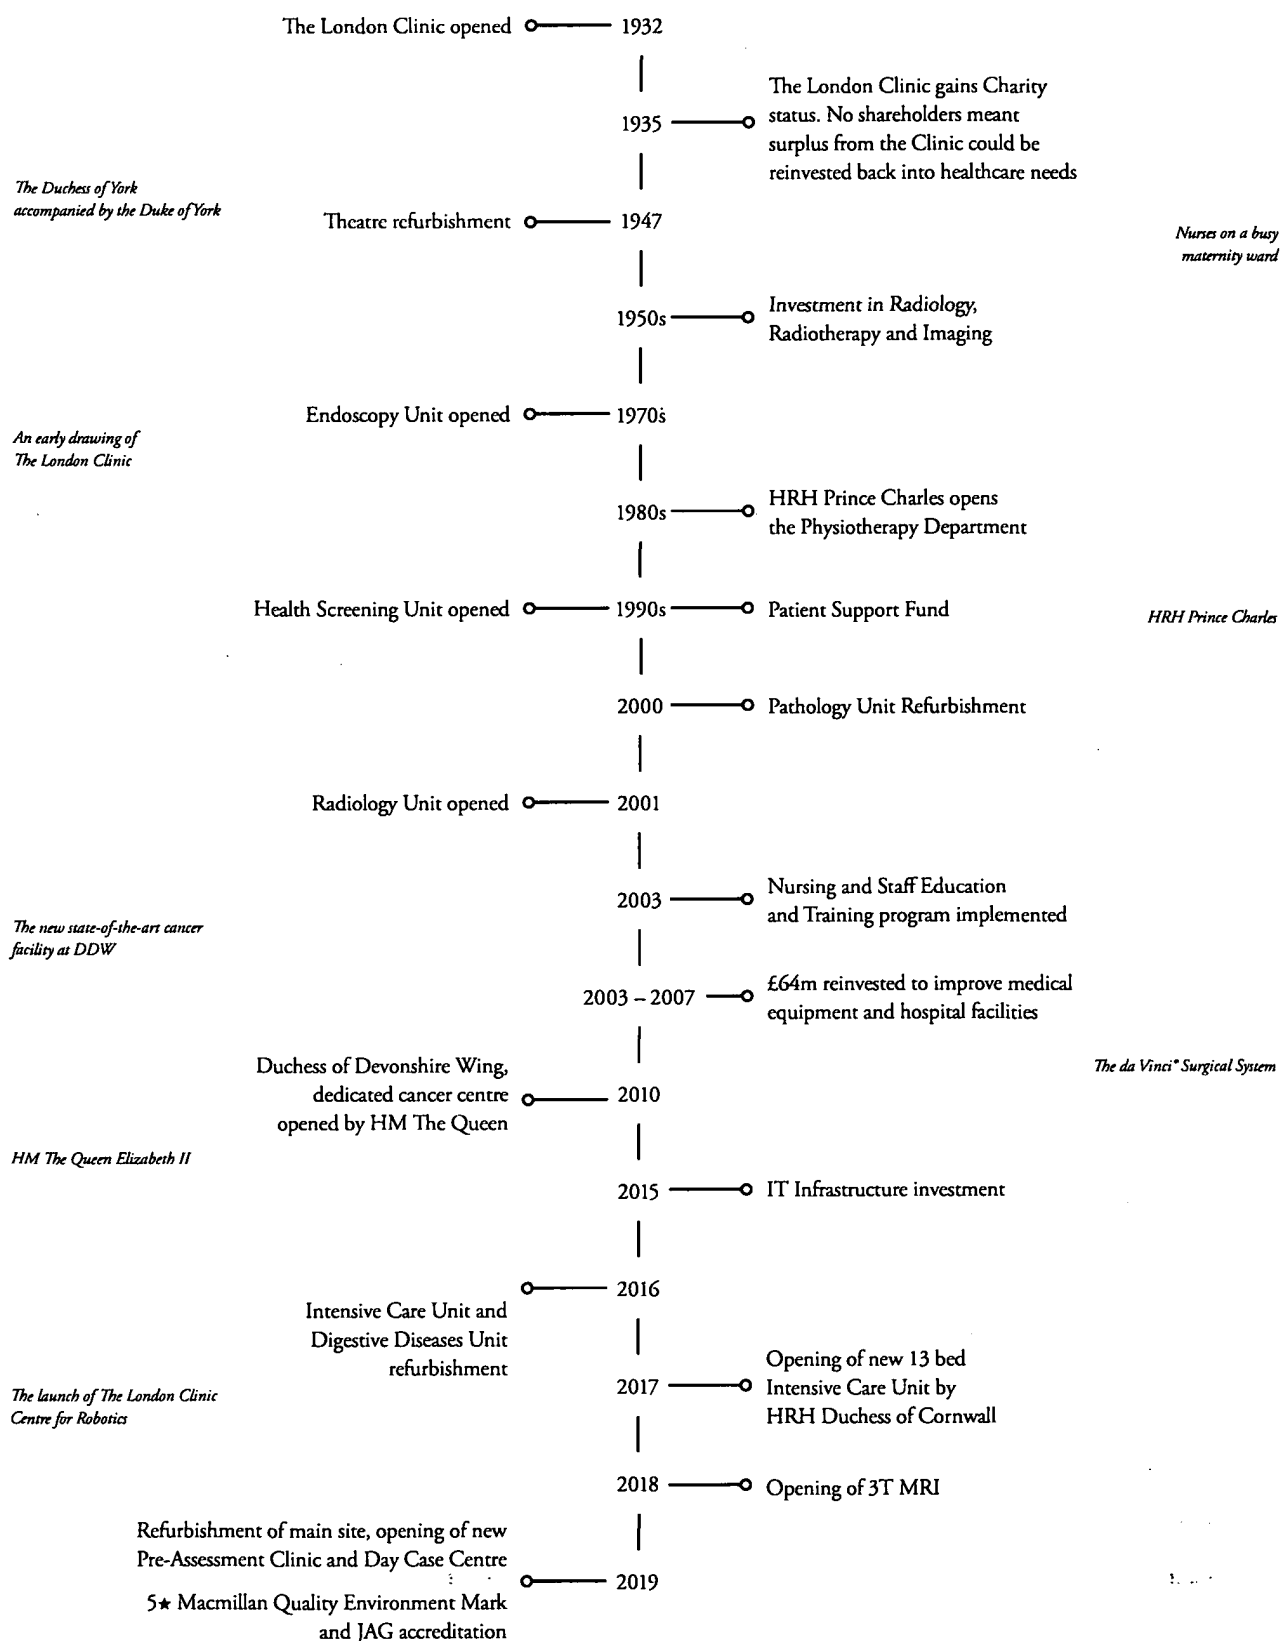 The London Clinic opened
1932
1935
The London Clinic gains Charity
status. No shareholders meant
surplus from the Clinic could be
reinvested back into healthcare needs
The Duchess of York
accompanied by the Duke of York
Theatre refurbishment
1947
Nurses on a busy
maternity ward
1950s
Investment in Radiology,
Radiotherapy and Imaging
Endoscopy Unit opened
1970s
An early drawing of
The London Clinic
1980s
HRH Prince Charles opens
the Physiotherapy Department
Health Screening Unit opened
1990s
Patient Support Fund
HRH Prince Charles
2000
Pathology Unit Refurbishment
Radiology Unit opened
2001
2003
Nursing and Staff Education
and Training program implemented
The new state-of-the-art cancer
facility at DDW
2003 – 2007
£64m reinvested to improve medical
equipment and hospital facilities
Duchess of Devonshire Wing,
dedicated cancer centre
opened by HM The Queen
2010
The da Vinci® Surgical System
HM The Queen Elizabeth II
2015
IT Infrastructure investment
2016
Intensive Care Unit and
Digestive Diseases Unit
refurbishment
2017
Opening of new 13 bed
Intensive Care Unit by
HRH Duchess of Cornwall
The launch of The London Clinic
Centre for Robotics
2018
Opening of 3T MRI
Refurbishment of main site, opening of new
Pre-Assessment Clinic and Day Case Centre
2019
5★ Macmillan Quality Environment Mark
and JAG accreditation